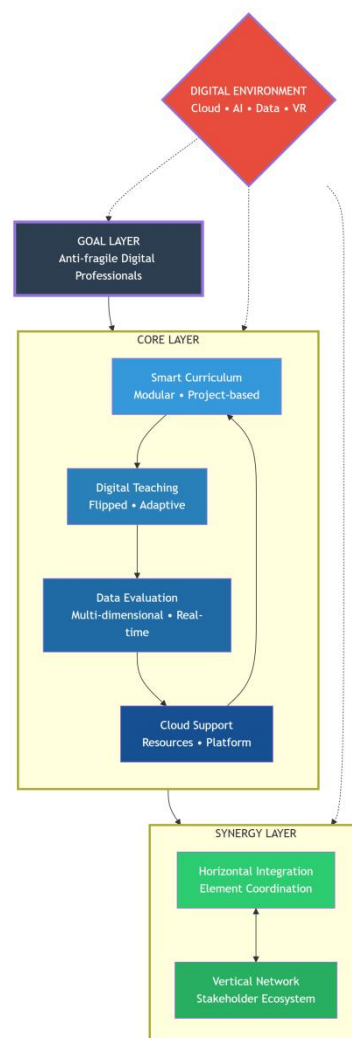 DIGITAL ENVIRONMENT
Cloud • AI • Data • VR
GOAL LAYER
Anti-fragile Digital
Professionals
CORE LAYER
Smart Curriculum
Modular • Project-based
Digital Teaching
Flipped • Adaptive
Data Evaluation
Multi-dimensional • Real-
time
Cloud Support
Resources • Platform
SYNERGY LAYER
Horizontal Integration
Element Coordination
Vertical Network
Stakeholder Ecosystem